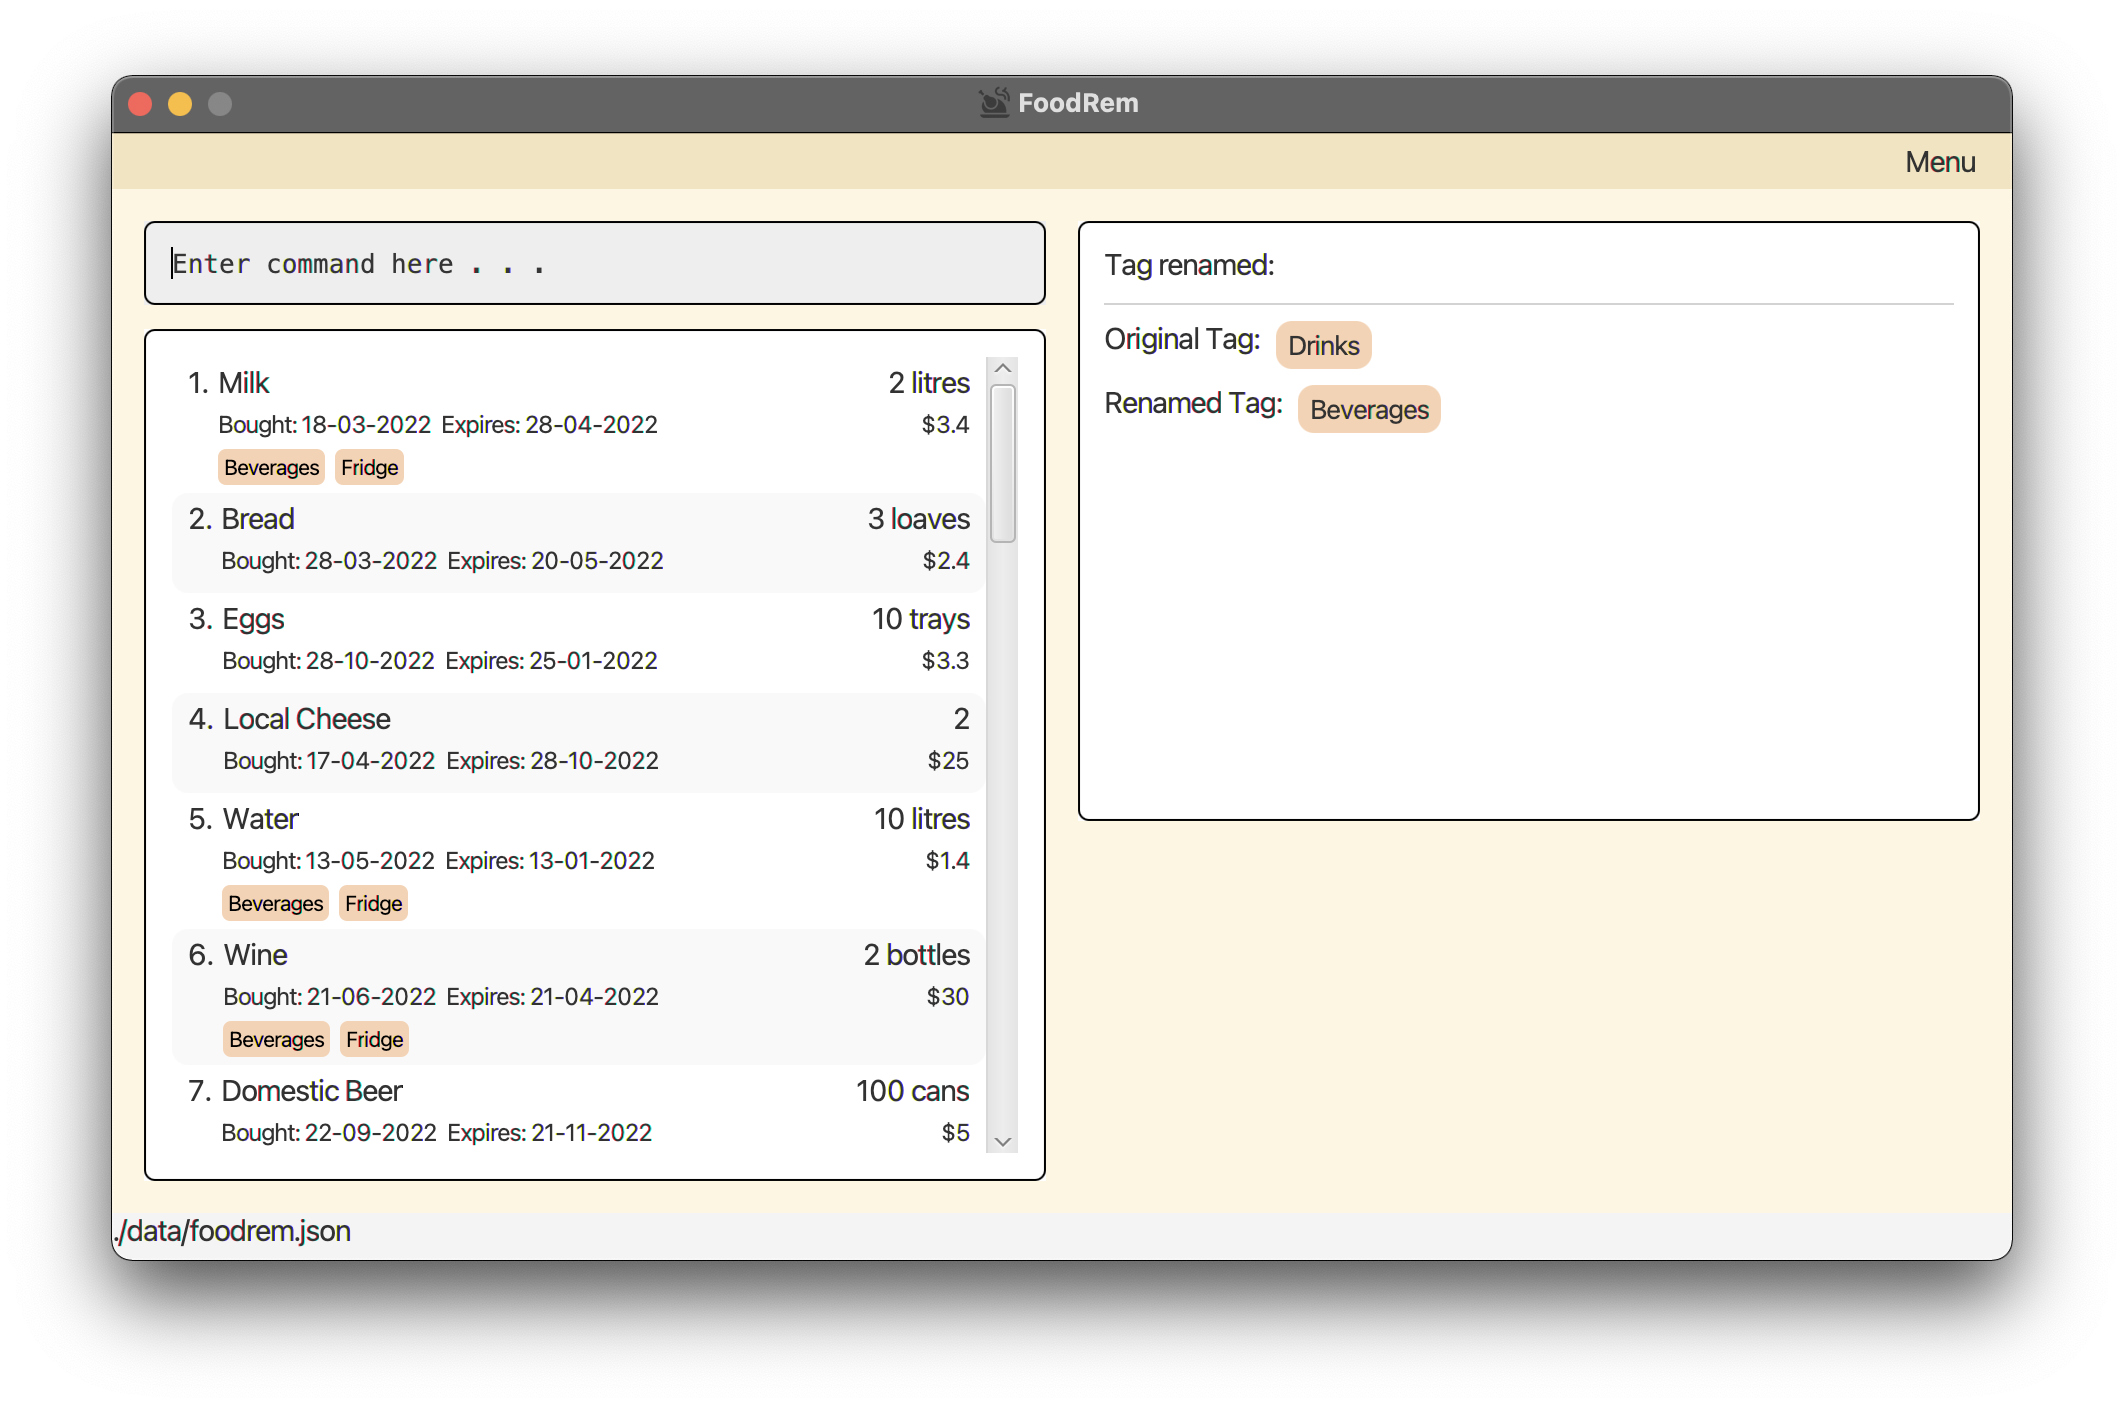 FoodRem
Menu
Enter command here . . .
1. Milk 2 litres
Bought: 18-03-2022 Expires: 28-04-2022 $3.4
Beverages Fridge
2. Bread 3 loaves
Bought: 28-03-2022 Expires: 20-05-2022 $2.4
3. Eggs 10 trays
Bought: 28-10-2022 Expires: 25-01-2022 $3.3
4. Local Cheese 2
Bought: 17-04-2022 Expires: 28-10-2022 $25
5. Water 10 litres
Bought: 13-05-2022 Expires: 13-01-2022 $1.4
Beverages Fridge
6. Wine 2 bottles
Bought: 21-06-2022 Expires: 21-04-2022 $30
Beverages Fridge
7. Domestic Beer 100 cans
Bought: 22-09-2022 Expires: 21-11-2022 $5
Tag renamed:
Original Tag: Drinks
Renamed Tag: Beverages
./data/foodrem.json